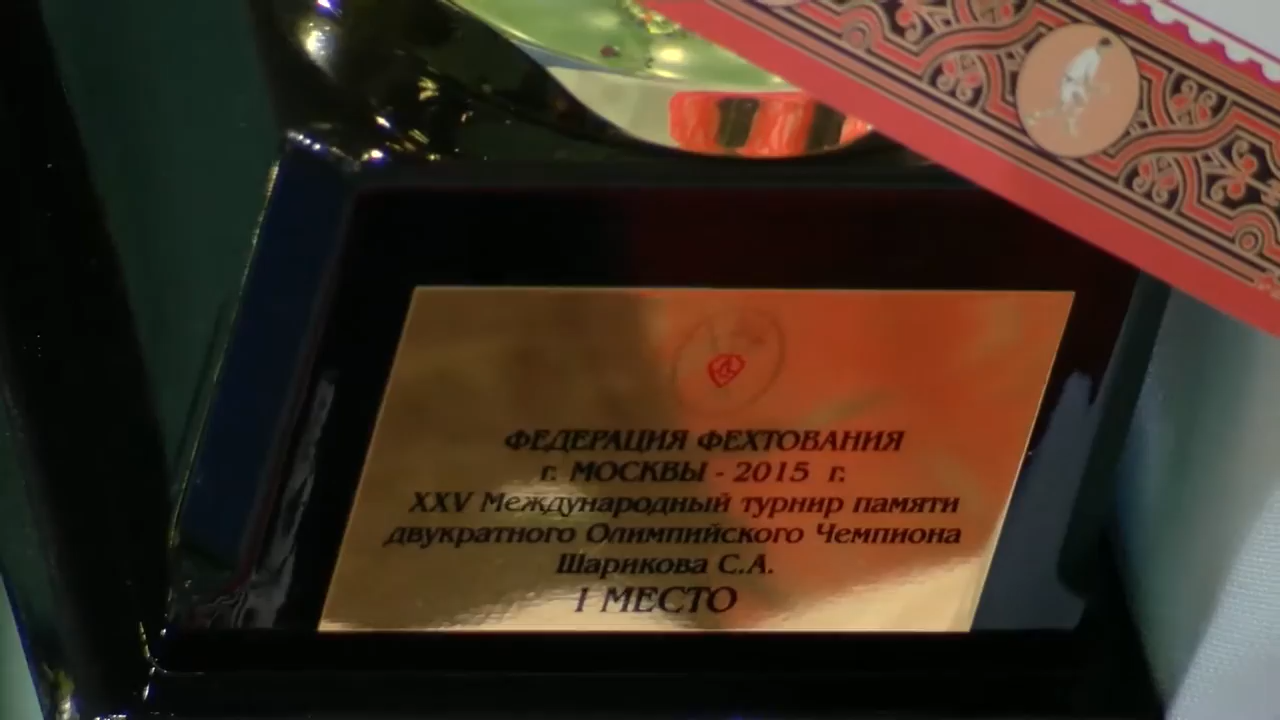 ФЕДЕРАЦИЯ ФЕХТОВАНИЯ
г. МОСКВЫ - 2015 г.
XXV Международный турнир памяти
двукратного Олимпийского Чемпиона
Шарикова С.А.
I МЕСТО